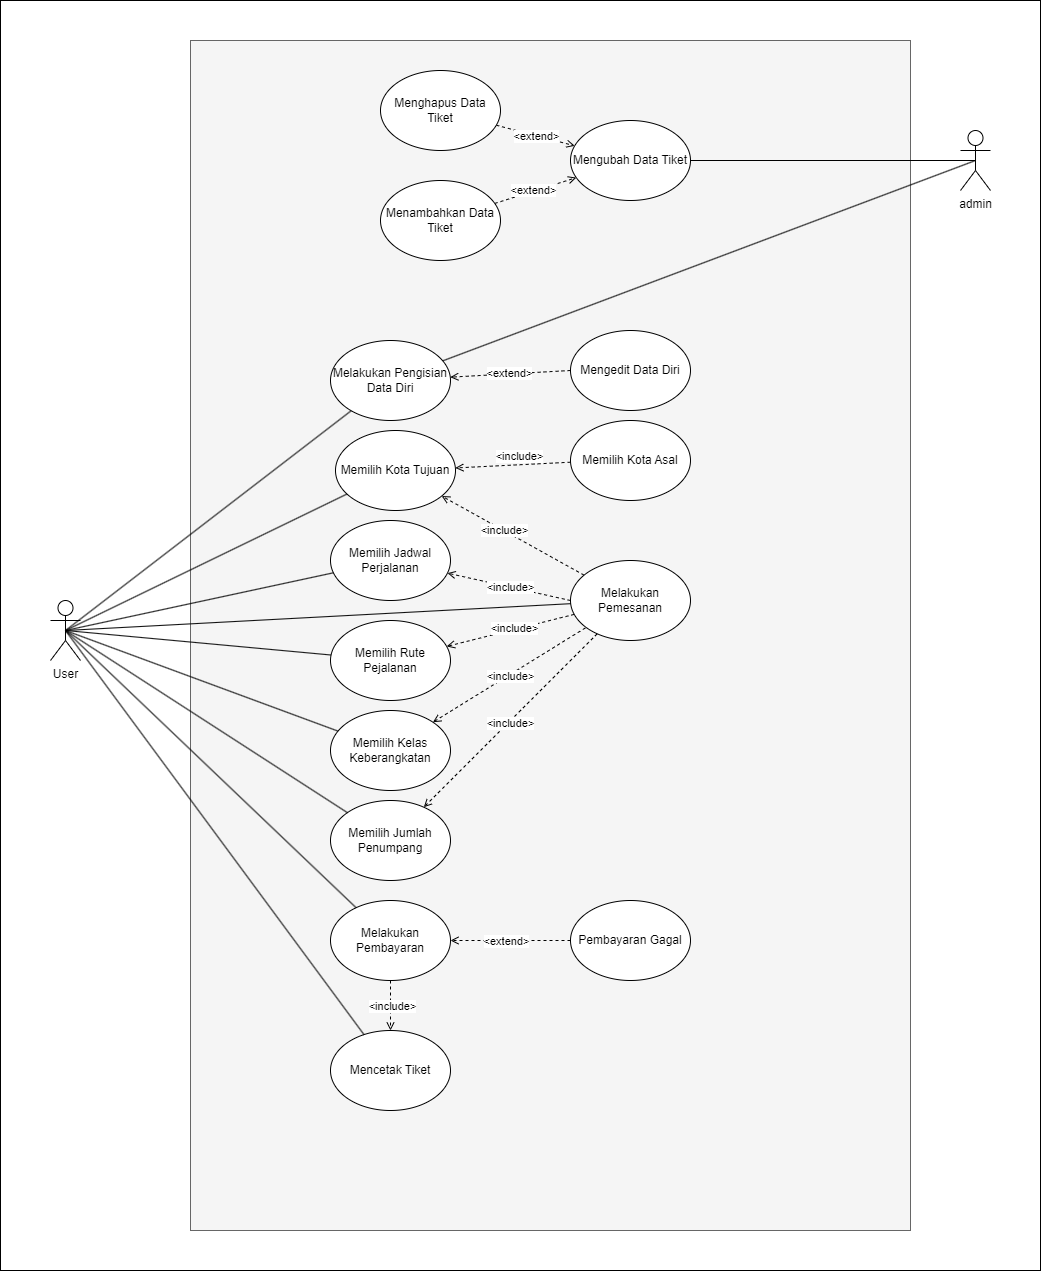 Menghapus Data
Tiket
<extend>
Mengubah Data Tiket
<extend>
Menambahkan Data
Tiket
admin
Melakukan Pengisian
Data Diri
<extend>
Mengedit Data Diri
Memilih Kota Tujuan
<include>
Memilih Kota Asal
<include>
Memilih Jadwal
Perjalanan
<include>
Melakukan
Pemesanan
<include>
User
Memilih Rute
Pejalanan
<include>
Memilih Kelas
Keberangkatan
<include>
Memilih Jumlah
Penumpang
Melakukan
Pembayaran
<extend>
Pembayaran Gagal
<include>
Mencetak Tiket